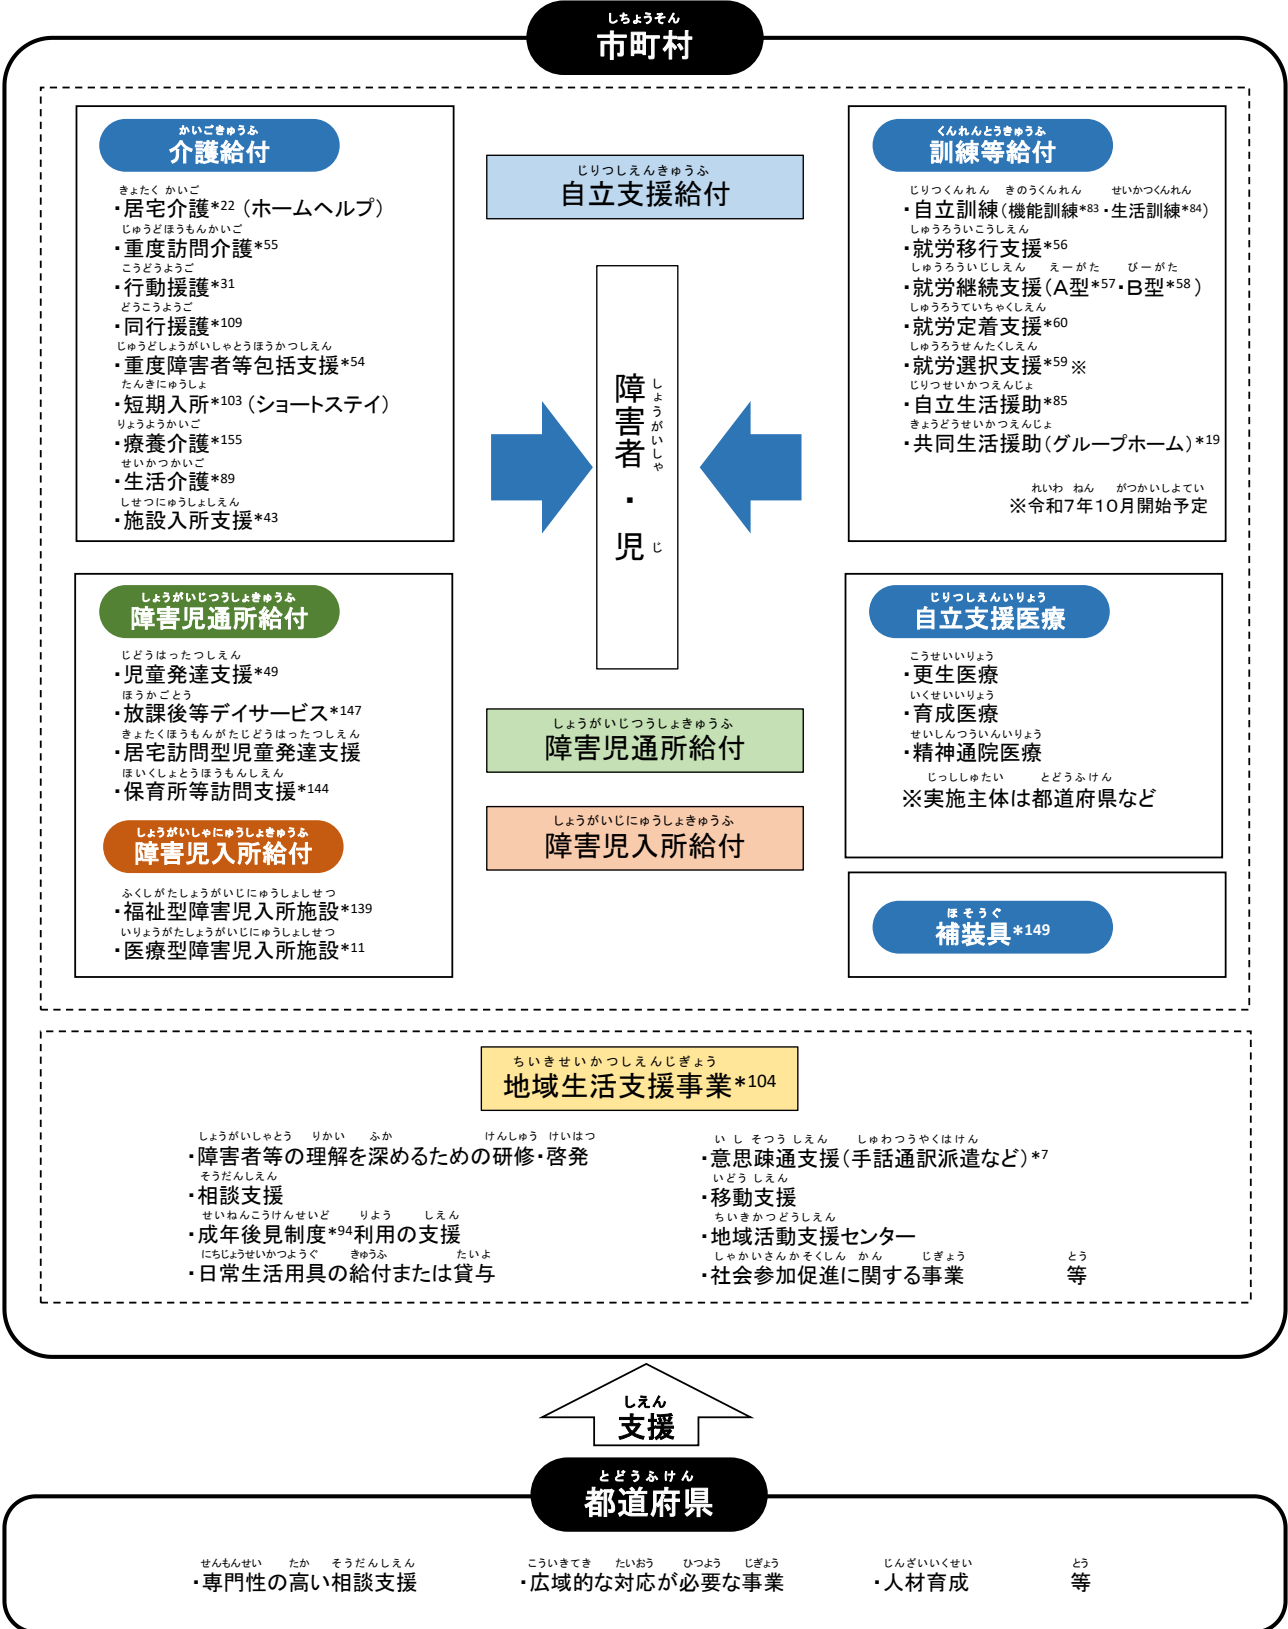 しちょうそん
市町村
かいごきゅうふ
介護給付
きょたく かいご
・居宅介護*22 (ホームヘルプ)
じゅうどほうもんかいご
・重度訪問介護*55
こうどうようご
・行動援護*31
どうこうようご
・同行援護*109
じゅうどしょうがいしゃとうほうかつしえん
・重度障害者等包括支援*54
たんきにゅうしょ
・短期入所*103 (ショートステイ)
りょうようかいご
・療養介護*155
せいかつかいご
・生活介護*89
しせつにゅうしょしえん
・施設入所支援*43
じりつしえんきゅうふ
自立支援給付
くんれんとうきゅうふ
訓練等給付
じりつくんれん きのうくんれん せいかつくんれん
・自立訓練(機能訓練*83・生活訓練*84)
しゅうろういこうしえん
・就労移行支援*56
しゅうろういじしえん えーがた びーがた
・就労継続支援(A型*57・B型*58)
しゅうろうていちゃくしえん
・就労定着支援*60
しゅうろうせんたくしえん
・就労選択支援*59※
じりつせいかつえんじょ
・自立生活援助*85
きょうどうせいかつえんじょ
・共同生活援助(グループホーム)*19
れいわ ねん がつかいしよてい
※令和7年10月開始予定
障害者・児
しょうがいしゃ じ
しょうがいじつうしょきゅうふ
障害児通所給付
じどうはったつしえん
・児童発達支援*49
ほうかごとう
・放課後等デイサービス*147
きょたくほうもんがたじどうはったつしえん
・居宅訪問型児童発達支援
ほいくしょとうほうもんしえん
・保育所等訪問支援*144
しょうがいしゃにゅうしょきゅうふ
障害児入所給付
ふくしがたしょうがいじにゅうしょしせつ
・福祉型障害児入所施設*139
いりょうがたしょうがいじにゅうしょしせつ
・医療型障害児入所施設*11
しょうがいじつうしょきゅうふ
障害児通所給付
しょうがいじにゅうしょきゅうふ
障害児入所給付
じりつしえんいりょう
自立支援医療
こうせいいりょう
・更生医療
いくせいいりょう
・育成医療
せいしんつういんいりょう
・精神通院医療
じっししゅたい とどうふけん
※実施主体は都道府県など
ほそうぐ
補装具*149
ちいきせいかつしえんじぎょう
地域生活支援事業*104
しょうがいしゃとう りかい ふか けんしゅう けいはつ
・障害者等の理解を深めるための研修・啓発
そうだんしえん
・相談支援
せいねんこうけんせいど りよう しえん
・成年後見制度*94利用の支援
にちじょうせいかつようぐ きゅうふ たいよ
・日常生活用具の給付または貸与
いしそつうしえん しゅわつうやくはけん
・意思疎通支援(手話通訳派遣など)*7
いどうしえん
・移動支援
ちいきかつどうしえん
・地域活動支援センター
しゃかいさんかそくしん かん じぎょう とう
・社会参加促進に関する事業 等
しえん
支援
とどうふけん
都道府県
せんもんせい たか そうだんしえん
・専門性の高い相談支援
こういきてき たいおう ひつよう じぎょう
・広域的な対応が必要な事業
じんざいいくせい とう
・人材育成 等